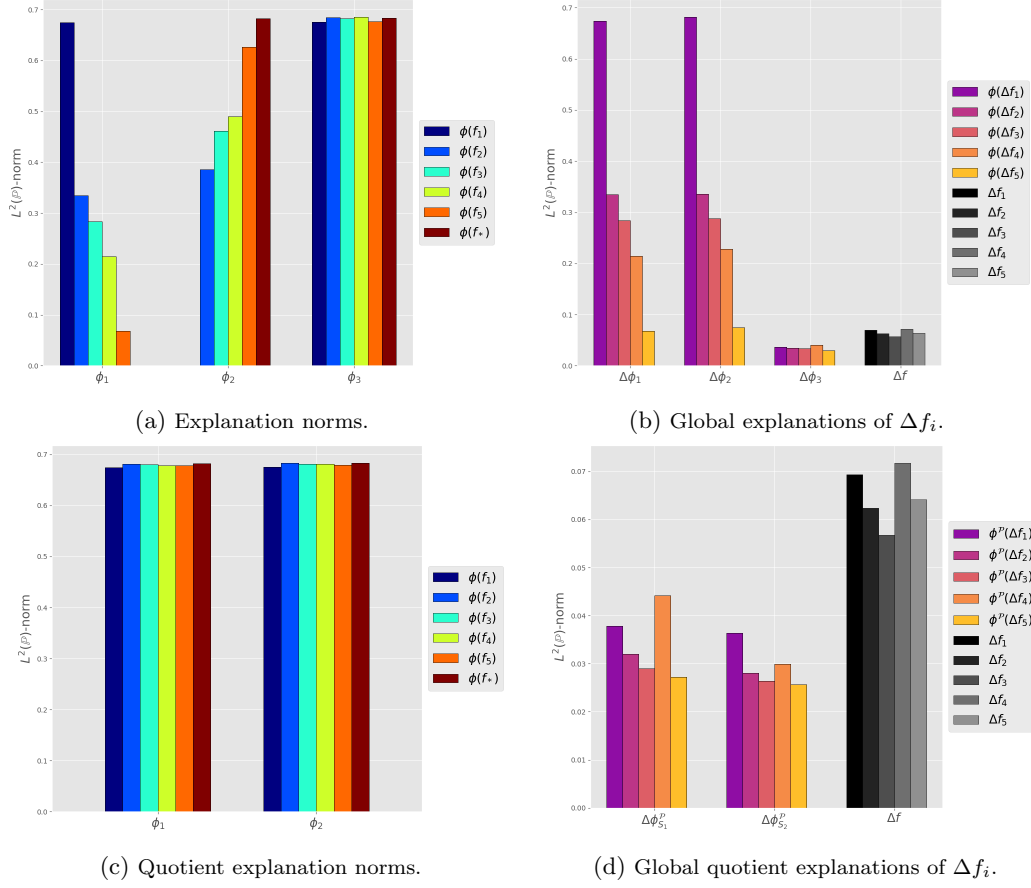 0.7
0.6
0.5
0.4
0.3
0.2
0.1
0.0
L²(ℙ)-norm
ϕ₁
ϕ₂
ϕ₃
ϕ(f₁)
ϕ(f₂)
ϕ(f₃)
ϕ(f₄)
ϕ(f₅)
ϕ(f∗)
(a) Explanation norms.
0.7
0.6
0.5
0.4
0.3
0.2
0.1
0.0
L²(ℙ)-norm
Δϕ₁
Δϕ₂
Δϕ₃
Δf
ϕ(Δf₁)
ϕ(Δf₂)
ϕ(Δf₃)
ϕ(Δf₄)
ϕ(Δf₅)
Δf₁
Δf₂
Δf₃
Δf₄
Δf₅
(b) Global explanations of Δfᵢ.
0.7
0.6
0.5
0.4
0.3
0.2
0.1
0.0
L²(ℙ)-norm
ϕ₁
ϕ₂
ϕ(f₁)
ϕ(f₂)
ϕ(f₃)
ϕ(f₄)
ϕ(f₅)
ϕ(f∗)
(c) Quotient explanation norms.
0.07
0.06
0.05
0.04
0.03
0.02
0.01
0.00
L²(ℙ)-norm
Δϕ^𝒫_S₁
Δϕ^𝒫_S₂
Δf
ϕ^𝒫(Δf₁)
ϕ^𝒫(Δf₂)
ϕ^𝒫(Δf₃)
ϕ^𝒫(Δf₄)
ϕ^𝒫(Δf₅)
Δf₁
Δf₂
Δf₃
Δf₄
Δf₅
(d) Global quotient explanations of Δfᵢ.